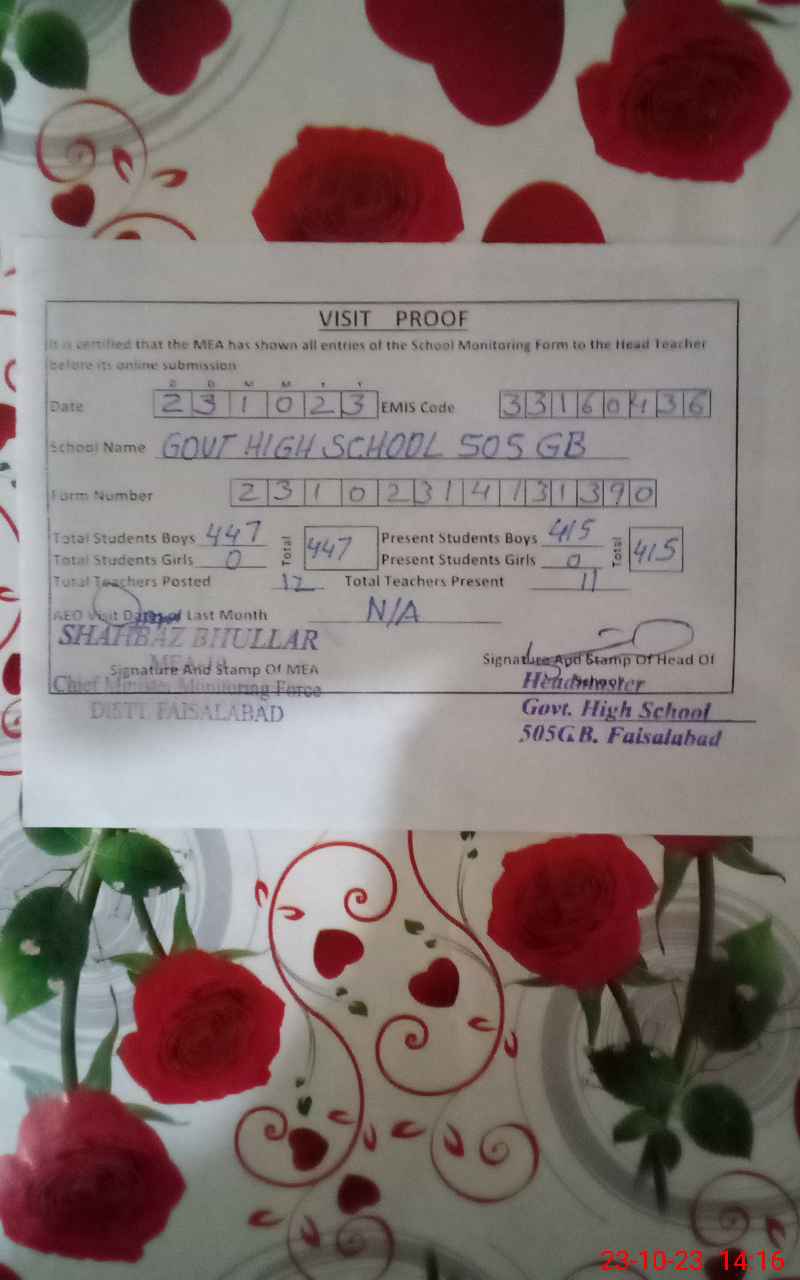 VISIT PROOF
It is certified that the MEA has shown all entries of the School Monitoring Form to the Head Teacher
before its online submission
D D M M Y Y
Date 2 3 1 0 2 3 EMIS Code 3 3 1 6 0 4 3 6
School Name GOVT HIGH SCHOOL 505 GB
Form Number 2 3 1 0 2 3 1 4 1 3 1 3 9 0
Total Students Boys 447 Total 447 Present Students Boys 415 Total 415
Total Students Girls 0 Present Students Girls 0
Total Teachers Posted 12 Total Teachers Present 11
AEO Visit Date of Last Month N/A
SHAHBAZ BHULLAR
Signature And Stamp Of MEA Signature And Stamp Of Head Of
School
Chief Minister Monitoring Force
DISTT. FAISALABAD
Headmaster
Govt. High School
505G.B. Faisalabad
23-10-23 14:16